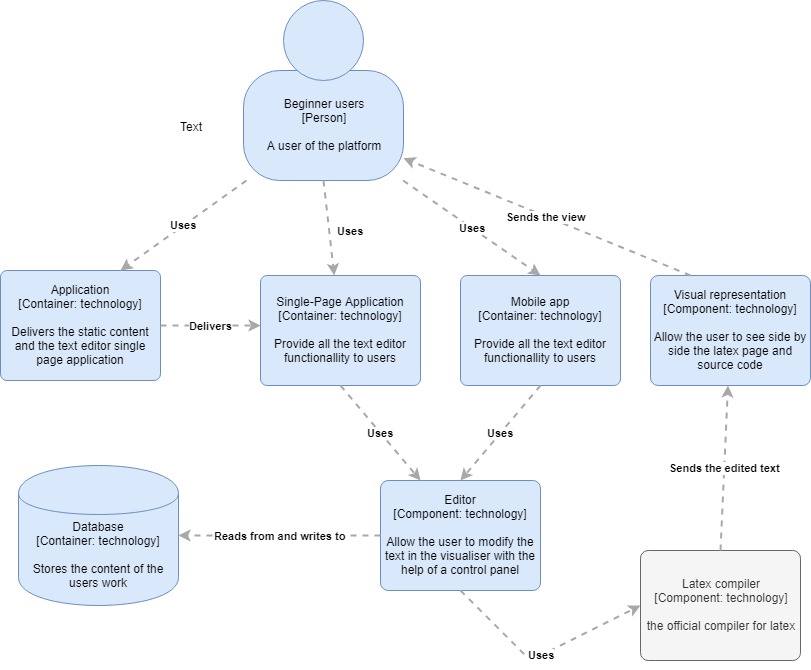 Beginner users
[Person]
A user of the platform
Text
Uses
Uses
Uses
Sends the view
Application
[Container: technology]
Delivers the static content
and the text editor single
page application
Delivers
Single-Page Application
[Container: technology]
Provide all the text editor
functionallity to users
Mobile app
[Container: technology]
Provide all the text editor
functionallity to users
Visual representation
[Component: technology]
Allow the user to see side by
side the latex page and
source code
Uses
Uses
Sends the edited text
Database
[Container: technology]
Stores the content of the
users work
Reads from and writes to
Editor
[Component: technology]
Allow the user to modify the
text in the visualiser with the
help of a control panel
Uses
Latex compiler
[Component: technology]
the official compiler for latex